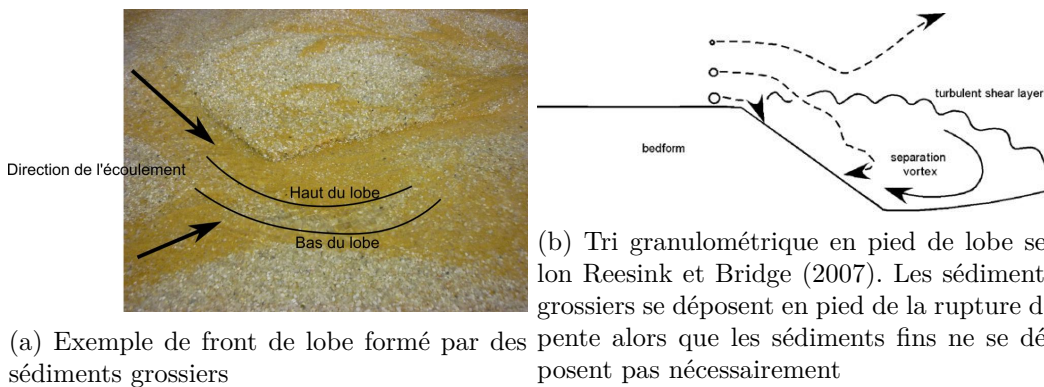 Direction de l'écoulement
Haut du lobe
Bas du lobe
(a) Exemple de front de lobe formé par des
sédiments grossiers
turbulent shear layer
bedform
separation
vortex
(b) Tri granulométrique en pied de lobe se
lon Reesink et Bridge (2007). Les sédiment
grossiers se déposent en pied de la rupture d
pente alors que les sédiments fins ne se dé
posent pas nécessairement